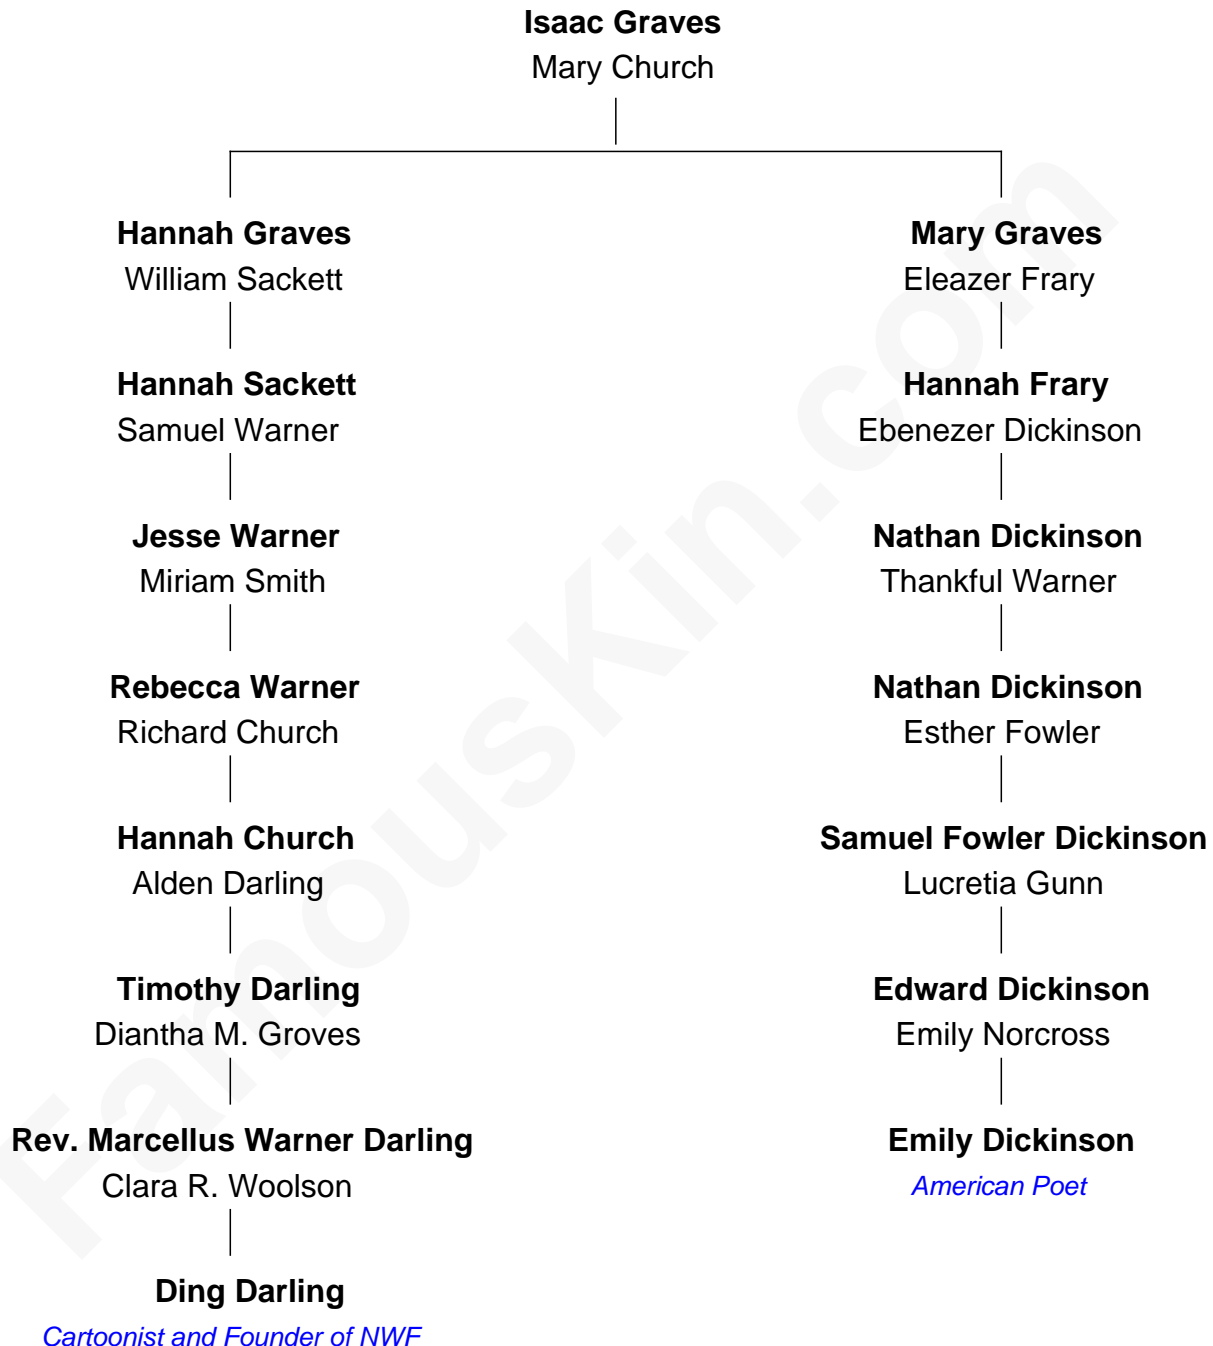 Isaac Graves
Mary Church
Hannah Graves
William Sackett
Mary Graves
Eleazer Frary
Hannah Sackett
Samuel Warner
Hannah Frary
Ebenezer Dickinson
Jesse Warner
Miriam Smith
Nathan Dickinson
Thankful Warner
Rebecca Warner
Richard Church
Nathan Dickinson
Esther Fowler
Hannah Church
Alden Darling
Samuel Fowler Dickinson
Lucretia Gunn
Timothy Darling
Diantha M. Groves
Edward Dickinson
Emily Norcross
Rev. Marcellus Warner Darling
Clara R. Woolson
Emily Dickinson
American Poet
Ding Darling
Cartoonist and Founder of NWF
FamousKin.com